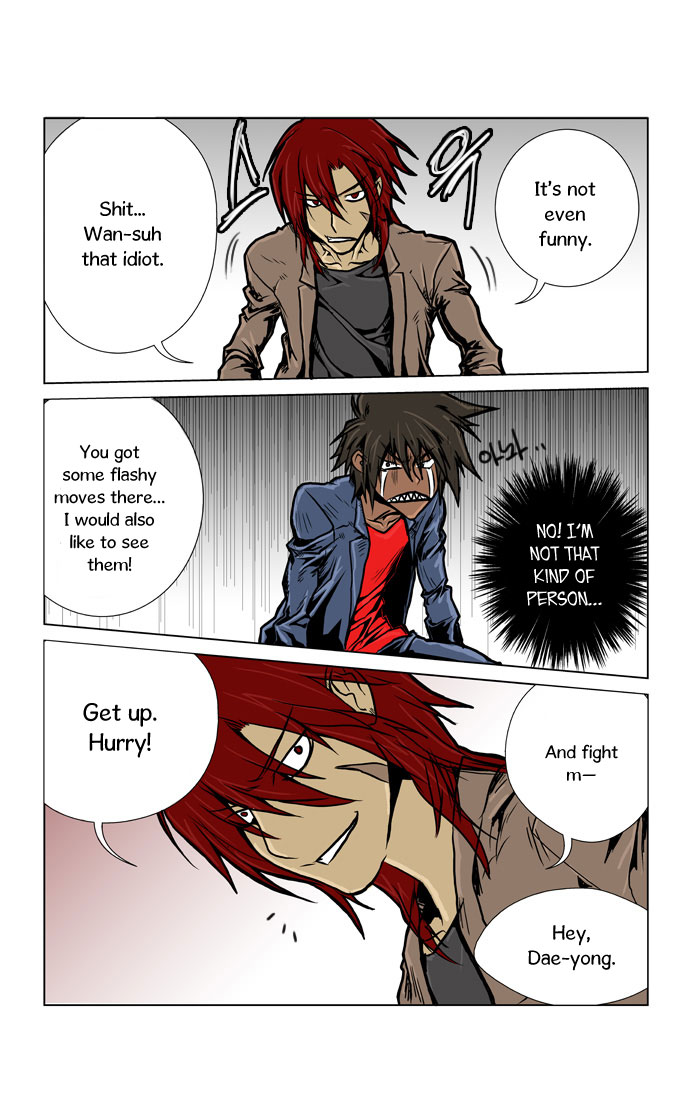 Shit...
Wan-suh
that idiot.
스윽
It's not
even
funny.
You got
some flashy
moves there...
I would also
like to see
them!
NO! I'M
NOT THAT
KIND OF
PERSON...
Get up.
Hurry!
And fight
m—
Hey,
Dae-yong.